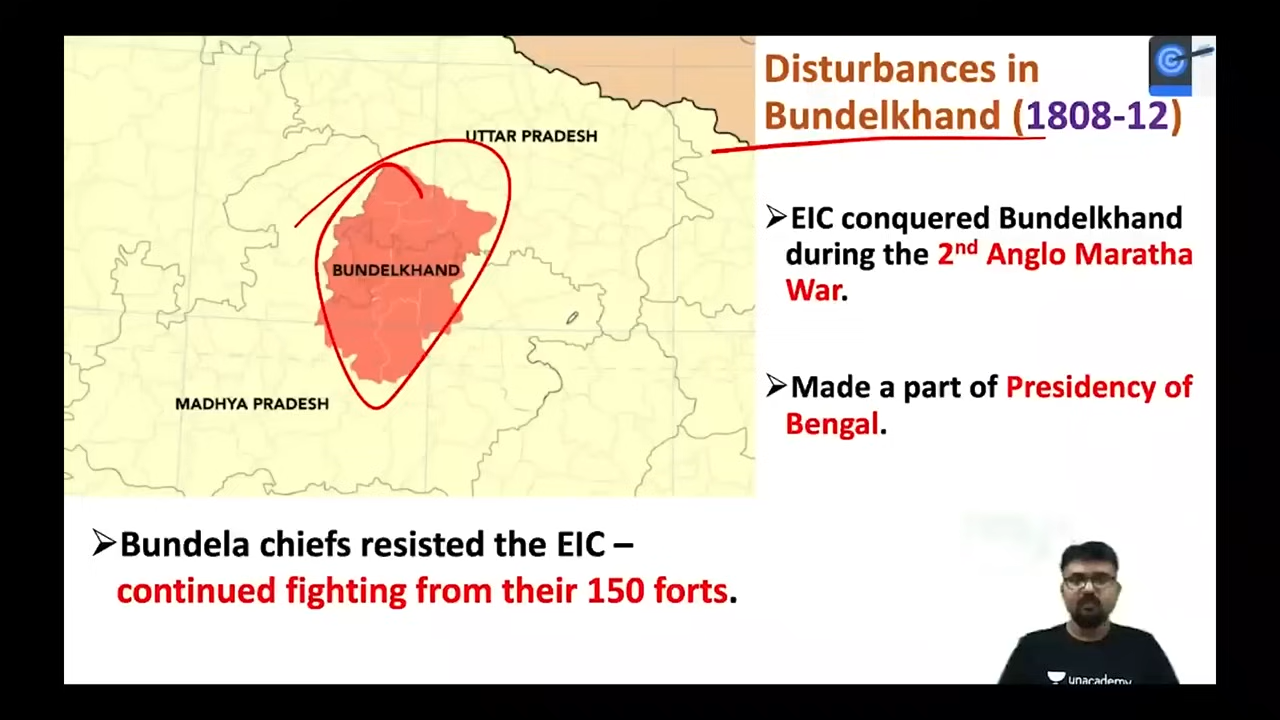 Disturbances in
Bundelkhand (1808-12)
UTTAR PRADESH
BUNDELKHAND
MADHYA PRADESH
➢EIC conquered Bundelkhand
during the 2nd Anglo Maratha
War.
➢Made a part of Presidency of
Bengal.
➢Bundela chiefs resisted the EIC –
continued fighting from their 150 forts.
unacademy